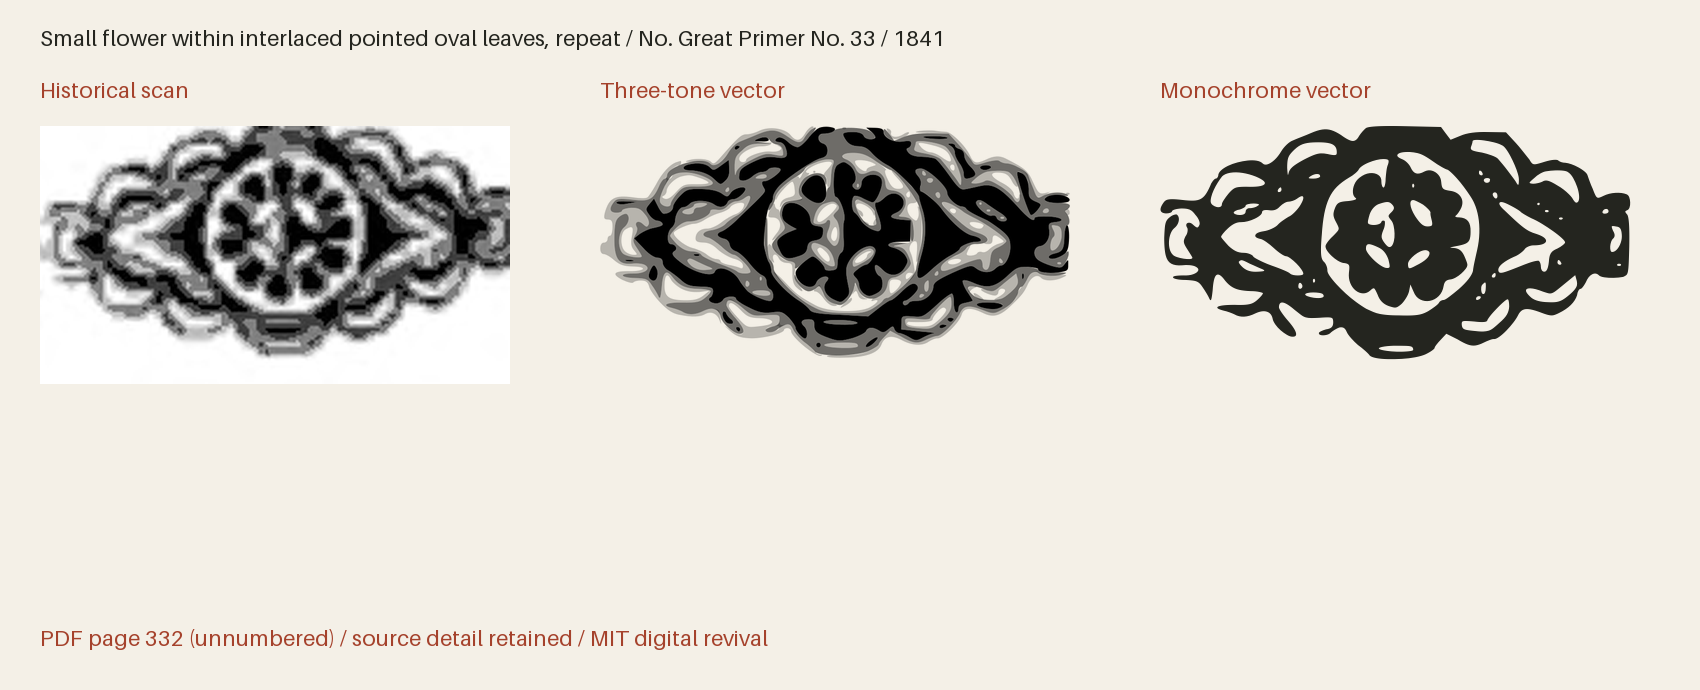 Small flower within interlaced pointed oval leaves, repeat / No. Great Primer No. 33 / 1841
Historical scan
Three-tone vector
Monochrome vector
PDF page 332 (unnumbered) / source detail retained / MIT digital revival